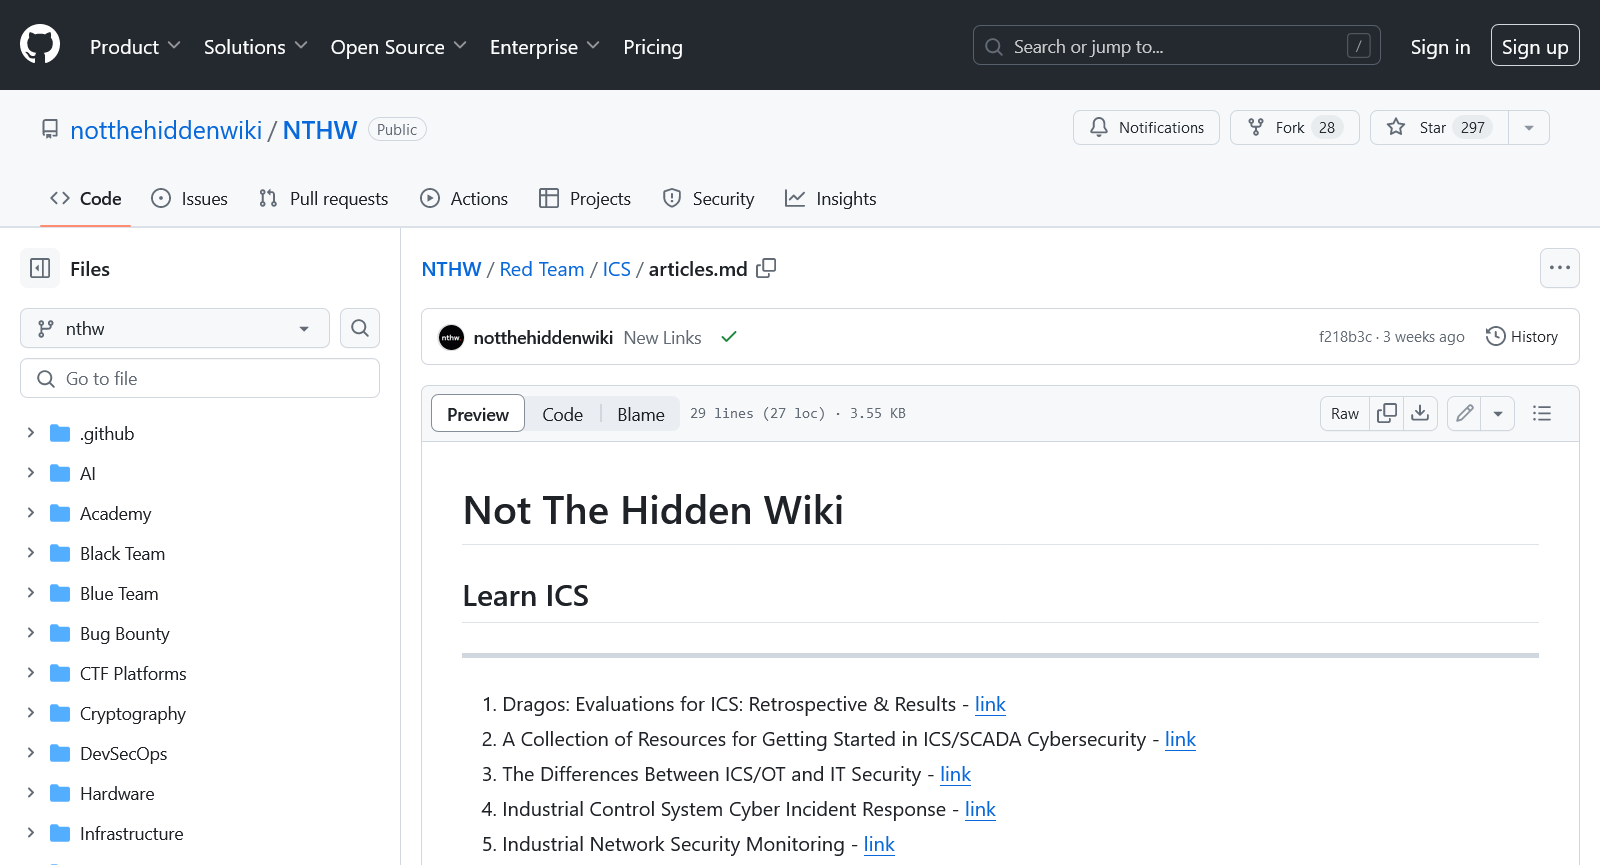 Product Solutions Open Source Enterprise Pricing Search or jump to... / Sign in Sign up
notthehiddenwiki / NTHW Public Notifications Fork 28 Star 297
Code Issues Pull requests Actions Projects Security Insights
Files
nthw
Go to file
.github
AI
Academy
Black Team
Blue Team
Bug Bounty
CTF Platforms
Cryptography
DevSecOps
Hardware
Infrastructure
NTHW / Red Team / ICS / articles.md
nthw notthehiddenwiki New Links f218b3c · 3 weeks ago History
Preview Code Blame 29 lines (27 loc) · 3.55 KB Raw
Not The Hidden Wiki
Learn ICS
1. Dragos: Evaluations for ICS: Retrospective & Results - link
2. A Collection of Resources for Getting Started in ICS/SCADA Cybersecurity - link
3. The Differences Between ICS/OT and IT Security - link
4. Industrial Control System Cyber Incident Response - link
5. Industrial Network Security Monitoring - link